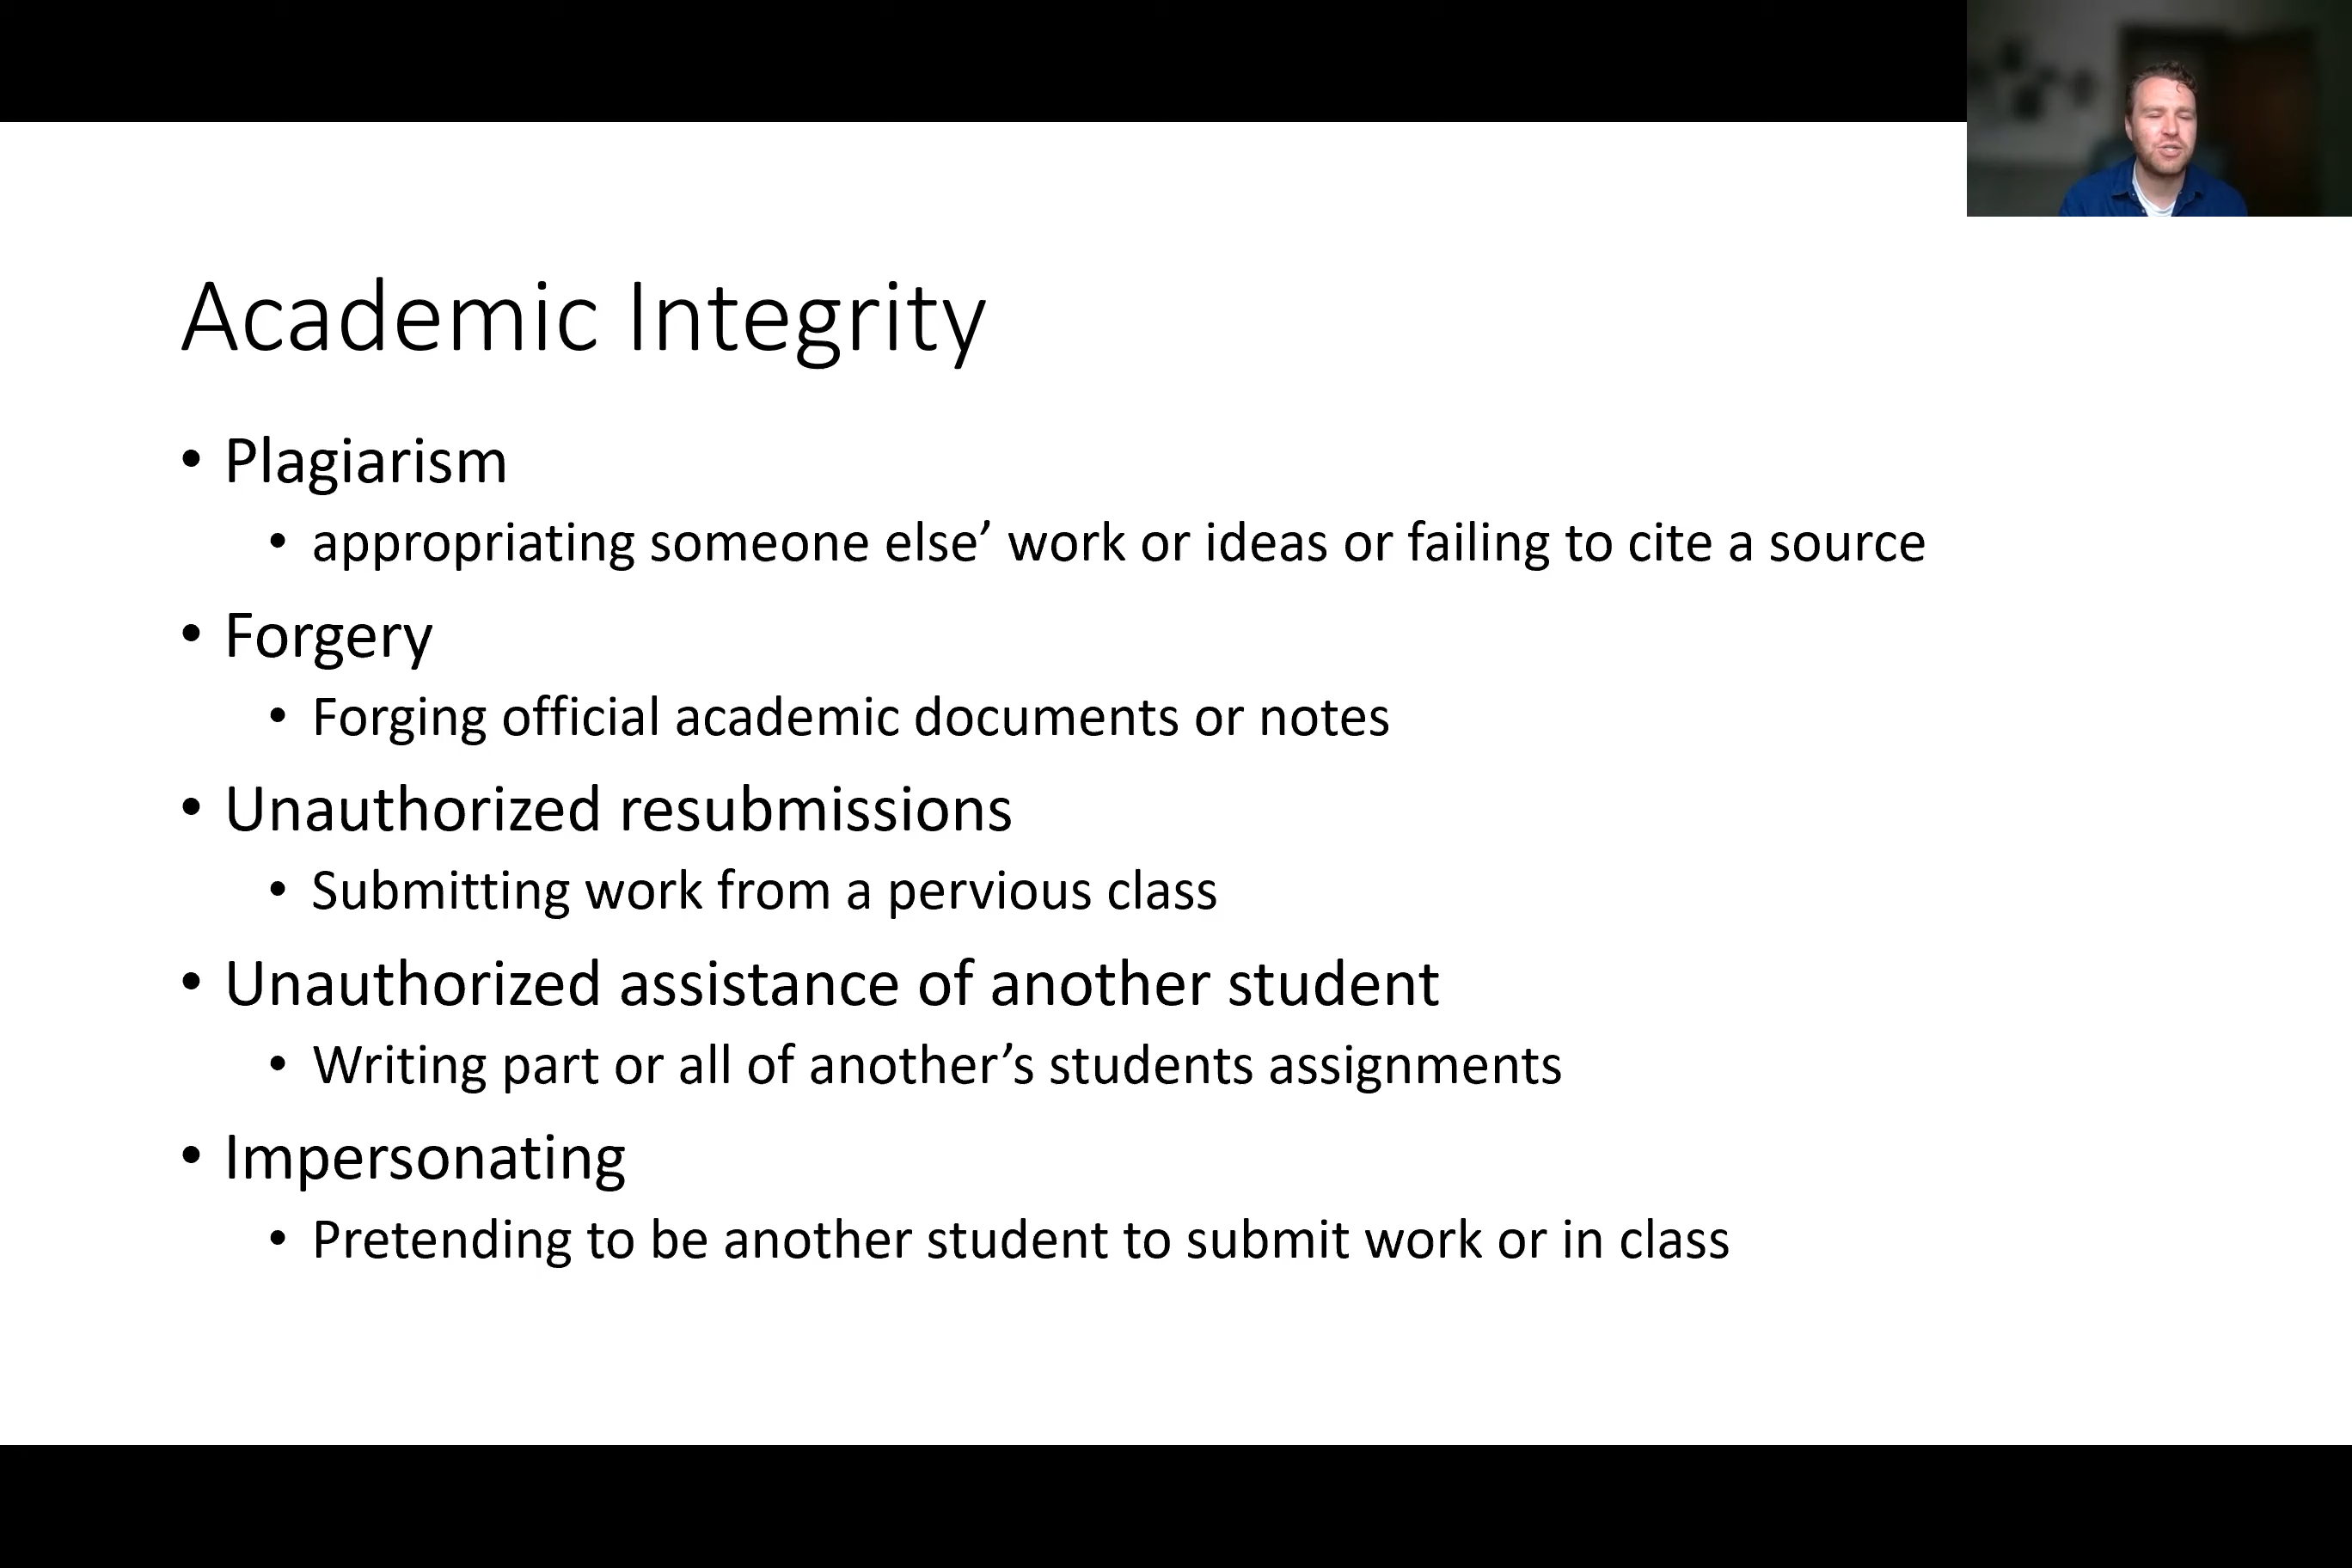 Academic Integrity
• Plagiarism
• appropriating someone else’ work or ideas or failing to cite a source
• Forgery
• Forging official academic documents or notes
• Unauthorized resubmissions
• Submitting work from a pervious class
• Unauthorized assistance of another student
• Writing part or all of another’s students assignments
• Impersonating
• Pretending to be another student to submit work or in class